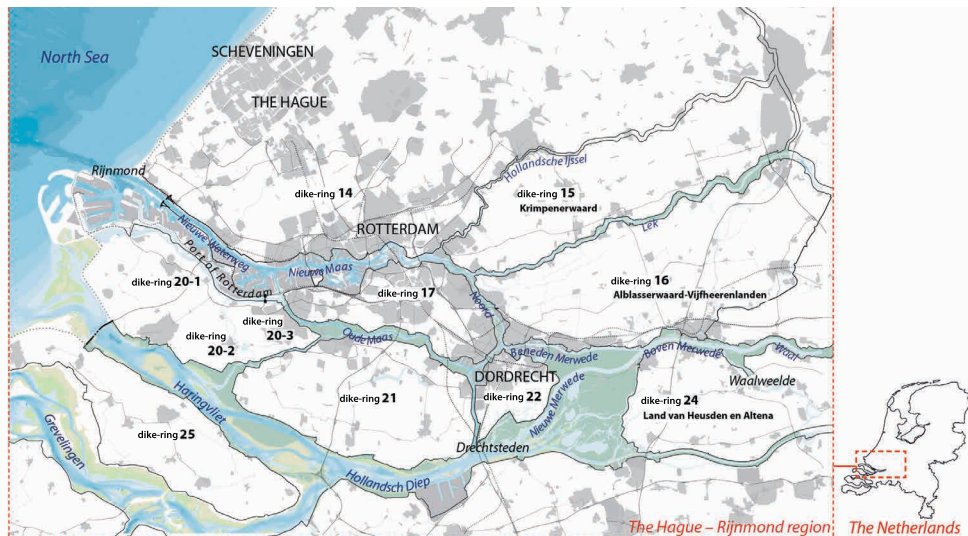 North Sea
SCHEVENINGEN
THE HAGUE
Rijnmond
dike-ring 14
Hollandsche IJssel
dike-ring 15
Krimpenerwaard
Nieuwe Waterweg
Port of Rotterdam
ROTTERDAM
Nieuwe Maas
Lek
dike-ring 20-1
dike-ring 17
Noord
dike-ring 16
Alblasserwaard-Vijfheerenlanden
dike-ring
20-3
dike-ring
20-2
Oude Maas
Beneden Merwede
Boven Merwede
Waal
Waalweelde
DORDRECHT
Haringvliet
dike-ring 21
dike-ring 22
Nieuwe Merwede
dike-ring 24
Land van Heusden en Altena
Grevelingen
dike-ring 25
Drechtsteden
Hollandsch Diep
The Hague – Rijnmond region
The Netherlands